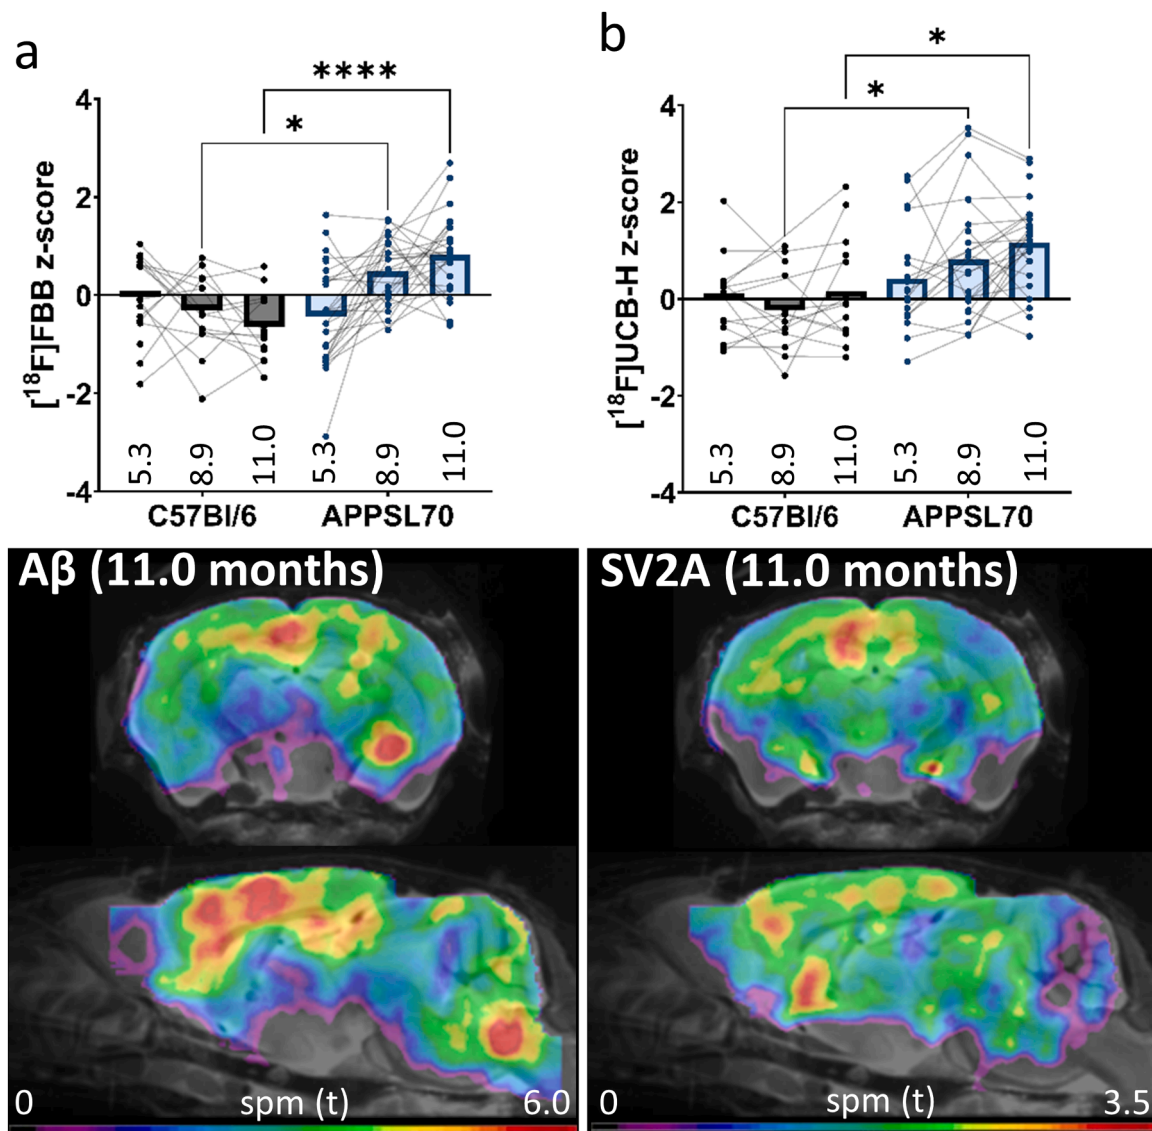 a
[¹⁸F]FBB z-score
4
2
0
-2
-4
*
****
5.3
8.9
11.0
5.3
8.9
11.0
C57Bl/6
APPSL70
b
[¹⁸F]UCB-H z-score
4
2
0
-2
-4
*
*
5.3
8.9
11.0
5.3
8.9
11.0
C57Bl/6
APPSL70
Aβ (11.0 months)
0
spm (t)
6.0
SV2A (11.0 months)
0
spm (t)
3.5